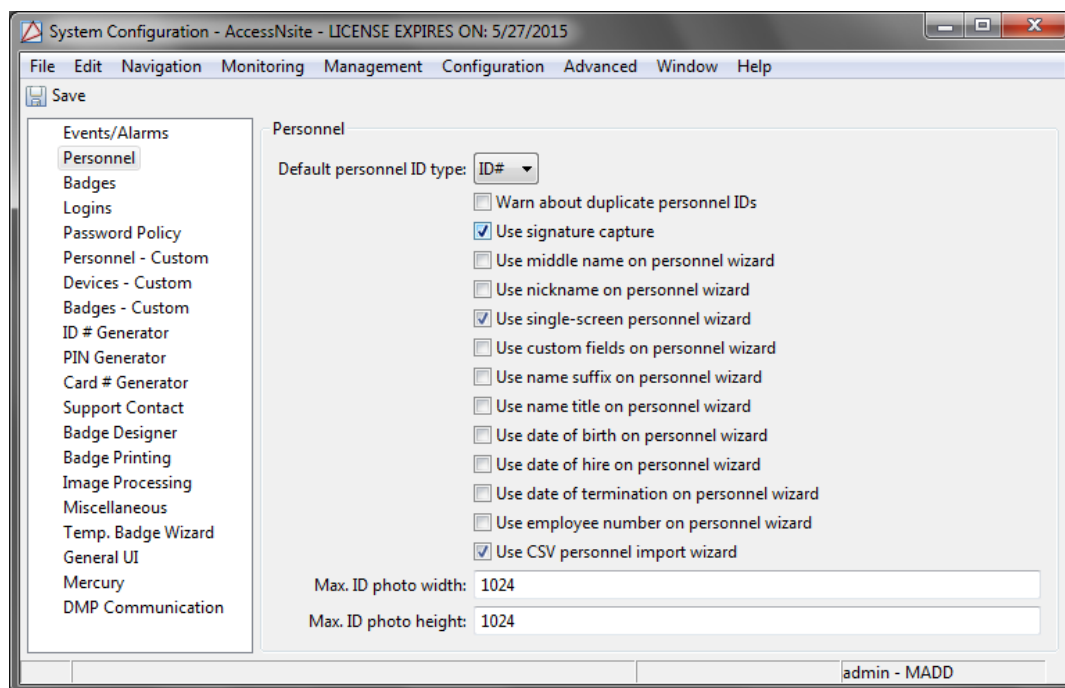 System Configuration - AccessNsite - LICENSE EXPIRES ON: 5/27/2015
File Edit Navigation Monitoring Management Configuration Advanced Window Help
Save
Events/Alarms
Personnel
Badges
Logins
Password Policy
Personnel - Custom
Devices - Custom
Badges - Custom
ID # Generator
PIN Generator
Card # Generator
Support Contact
Badge Designer
Badge Printing
Image Processing
Miscellaneous
Temp. Badge Wizard
General UI
Mercury
DMP Communication
Personnel
Default personnel ID type: ID#
Warn about duplicate personnel IDs
Use signature capture
Use middle name on personnel wizard
Use nickname on personnel wizard
Use single-screen personnel wizard
Use custom fields on personnel wizard
Use name suffix on personnel wizard
Use name title on personnel wizard
Use date of birth on personnel wizard
Use date of hire on personnel wizard
Use date of termination on personnel wizard
Use employee number on personnel wizard
Use CSV personnel import wizard
Max. ID photo width: 1024
Max. ID photo height: 1024
admin - MADD